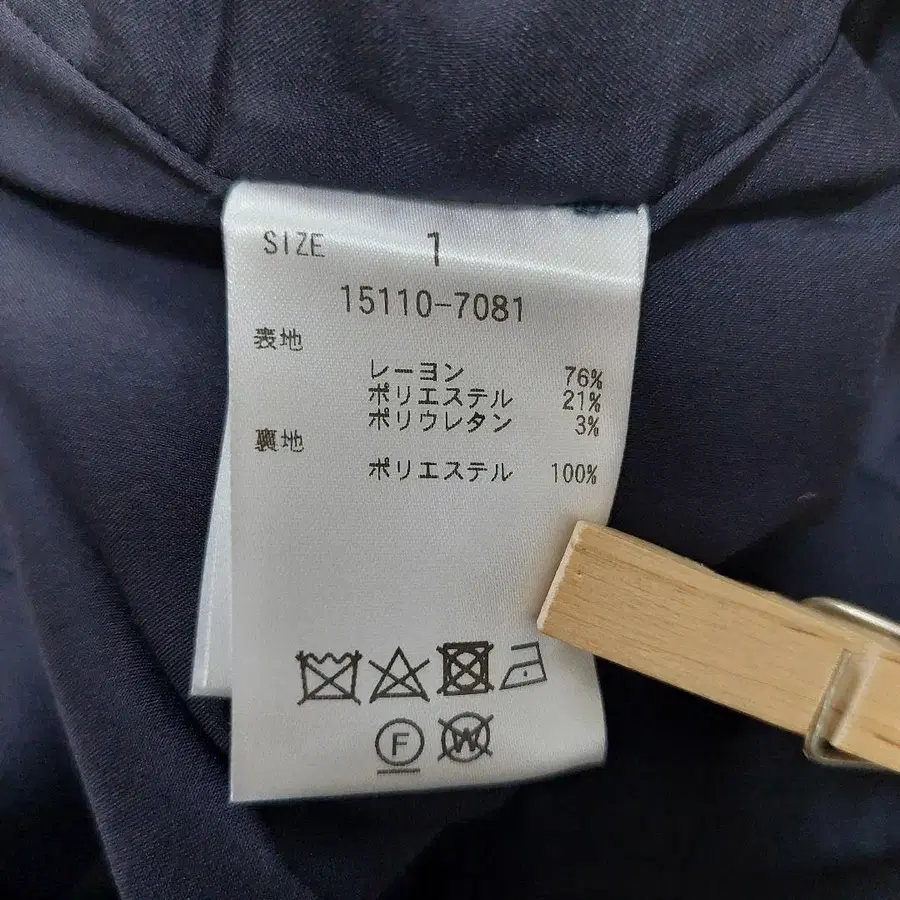 SIZE 1
15110-7081
表地
レーヨン 76%
ポリエステル 21%
ポリウレタン 3%
裏地
ポリエステル 100%
F
W